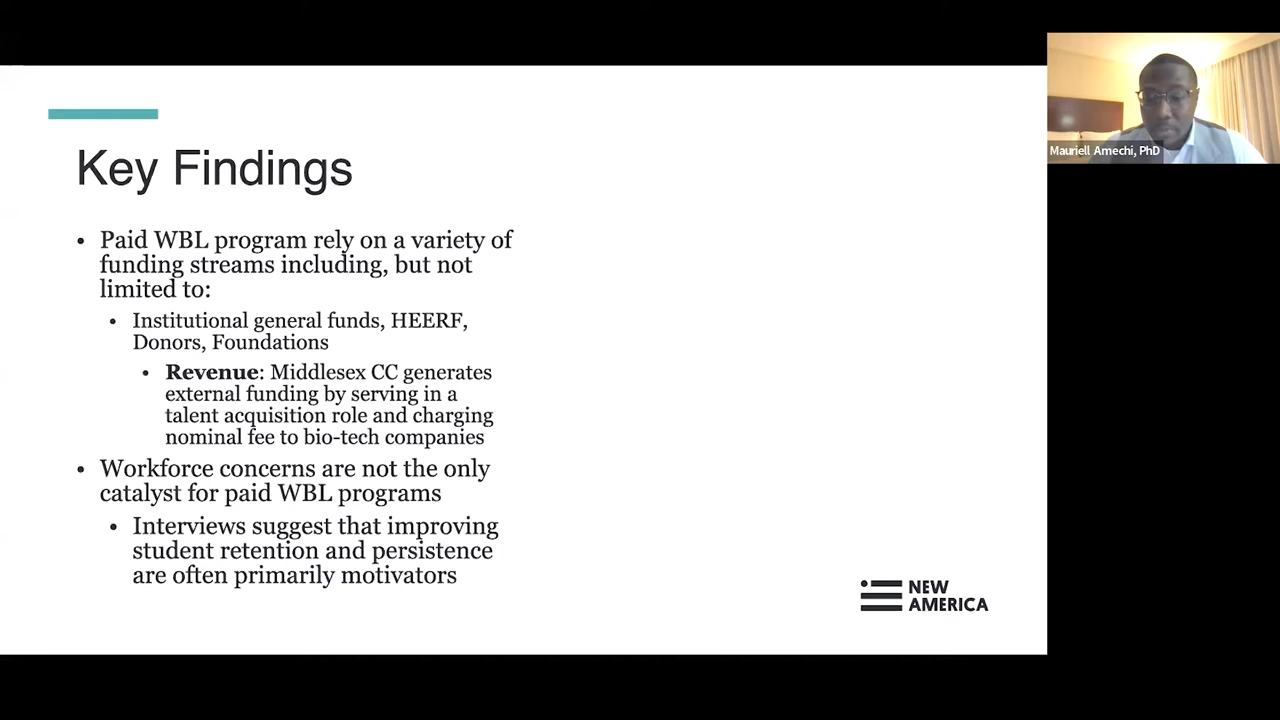 Key Findings
• Paid WBL program rely on a variety of
funding streams including, but not
limited to:
• Institutional general funds, HEERF,
Donors, Foundations
• Revenue: Middlesex CC generates
external funding by serving in a
talent acquisition role and charging
nominal fee to bio-tech companies
• Workforce concerns are not the only
catalyst for paid WBL programs
• Interviews suggest that improving
student retention and persistence
are often primarily motivators
NEW
AMERICA
Mauriell Amechi, PhD